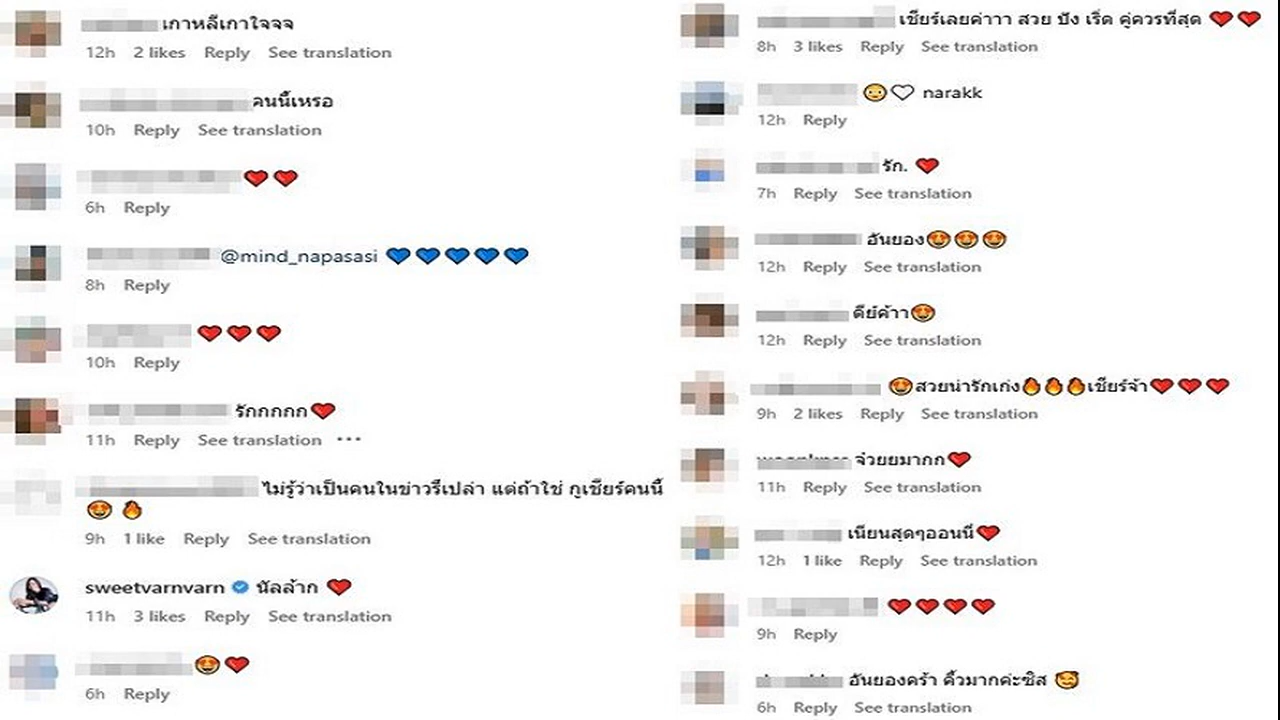 เกาหลีเกาใจจจ
12h 2 likes Reply See translation
คนนี้เหรอ
10h Reply See translation
❤️❤️
6h Reply
@mind_napasasi 💙💙💙💙💙
8h Reply
❤️❤️❤️
10h Reply
รักกกกก❤️
11h Reply See translation •••
ไม่รู้ว่าเป็นคนในข่าวรึเปล่า แต่ถ้าใช่ กูเชียร์คนนี้
😍 🔥
9h 1 like Reply See translation
sweetvarnvarn นัลล้าก ❤️
11h 3 likes Reply See translation
😍❤️
6h Reply
เชียร์เลยค่าาา สวย ปัง เริ่ด คู่ควรที่สุด ❤️❤️
8h 3 likes Reply See translation
😳🤍 narakk
12h Reply
รัก. ❤️
7h Reply See translation
อันยอง😍😍😍
12h Reply See translation
ดีย์ค้าา😍
12h Reply See translation
😍สวยน่ารักเก่ง🔥🔥🔥เชียร์จ้า❤️❤️❤️
9h 2 likes Reply See translation
จ๋วยยมากก❤️
11h Reply See translation
เนียนสุดๆออนนี่❤️
12h 1 like Reply See translation
❤️❤️❤️❤️
9h Reply
อันยองคร้า คิ้วมากค่ะซิส 🥰
6h Reply See translation